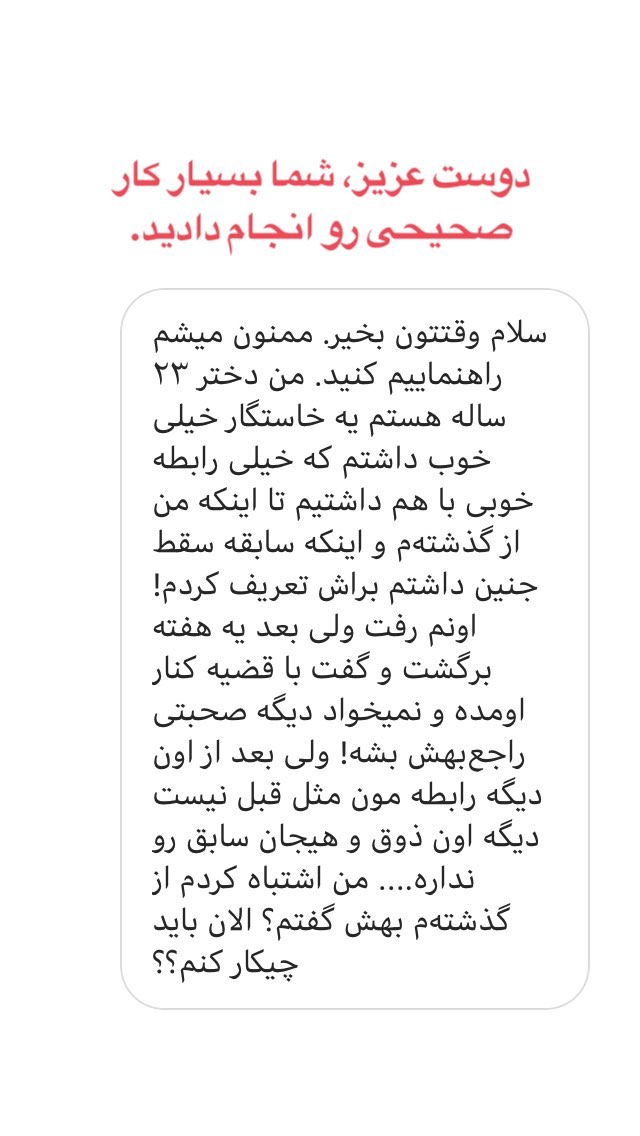 دوست عزیز، شما بسیار کار
صحیحی رو انجام دادید.
سلام وقتتون بخیر. ممنون میشم
راهنماییم کنید. من دختر ۲۳
ساله هستم یه خاستگار خیلی
خوب داشتم که خیلی رابطه
خوبی با هم داشتیم تا اینکه من
از گذشته‌م و اینکه سابقه سقط
جنین داشتم براش تعریف کردم!
اونم رفت ولی بعد یه هفته
برگشت و گفت با قضیه کنار
اومده و نمیخواد دیگه صحبتی
راجع‌بهش بشه! ولی بعد از اون
دیگه رابطه مون مثل قبل نیست
دیگه اون ذوق و هیجان سابق رو
نداره.... من اشتباه کردم از
گذشته‌م بهش گفتم؟ الان باید
چیکار کنم؟؟